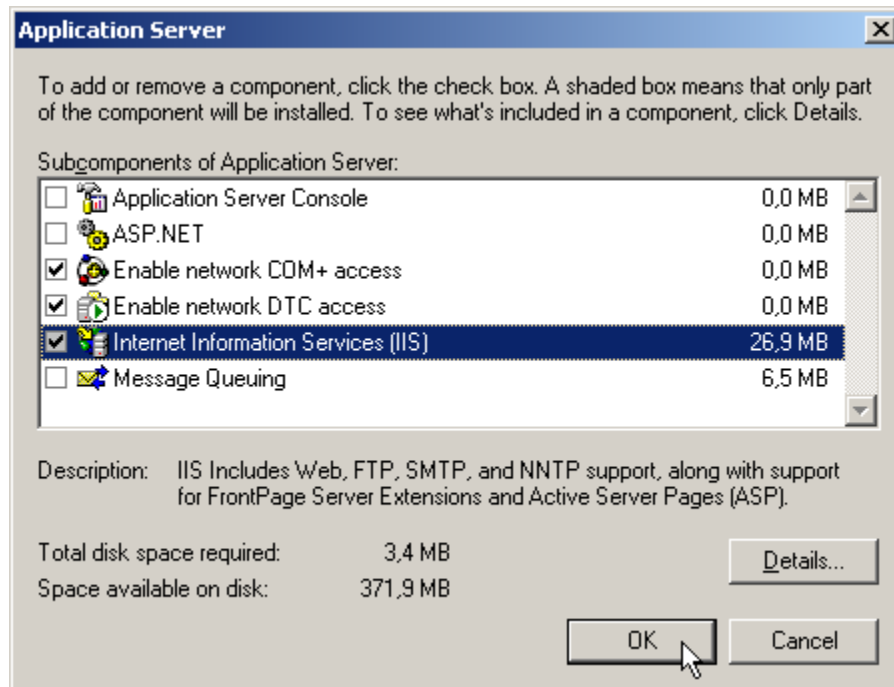 Application Server
To add or remove a component, click the check box. A shaded box means that only part
of the component will be installed. To see what's included in a component, click Details.
Subcomponents of Application Server:
Application Server Console 0,0 MB
ASP.NET 0,0 MB
Enable network COM+ access 0,0 MB
Enable network DTC access 0,0 MB
Internet Information Services (IIS) 26,9 MB
Message Queuing 6,5 MB
Description: IIS Includes Web, FTP, SMTP, and NNTP support, along with support
for FrontPage Server Extensions and Active Server Pages (ASP).
Total disk space required: 3,4 MB
Space available on disk: 371,9 MB
Details...
OK Cancel